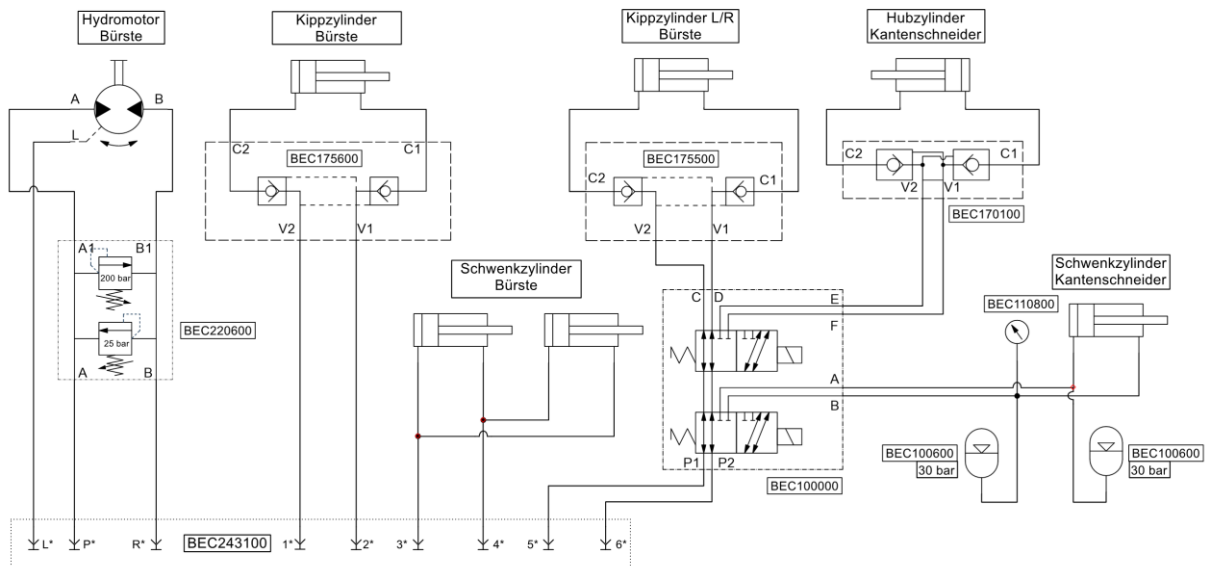 Hydromotor
Bürste
Kippzylinder
Bürste
Kippzylinder L/R
Bürste
Hubzylinder
Kantenschneider
A
B
L
C2
C1
BEC175600
V2
V1
C2
C1
BEC175500
V2
V1
C2
C1
V2
V1
BEC170100
A1
B1
200 bar
25 bar
A
B
BEC220600
Schwenkzylinder
Bürste
C
D
E
F
A
B
P1
P2
BEC100000
BEC110800
Schwenkzylinder
Kantenschneider
BEC100600
30 bar
BEC100600
30 bar
L*
P*
R*
BEC243100
1*
2*
3*
4*
5*
6*